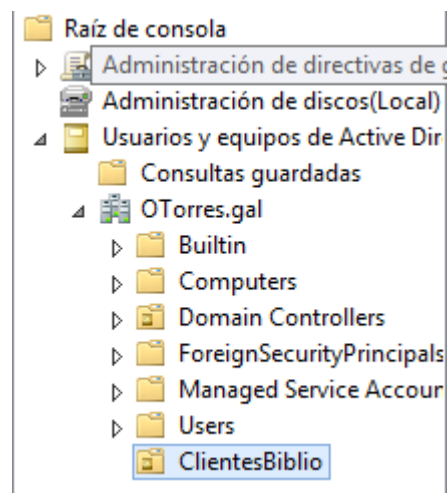 Raíz de consola
Administración de directivas de g
Administración de discos(Local)
Usuarios y equipos de Active Dir
Consultas guardadas
OTorres.gal
Builtin
Computers
Domain Controllers
ForeignSecurityPrincipals
Managed Service Accour
Users
ClientesBiblio